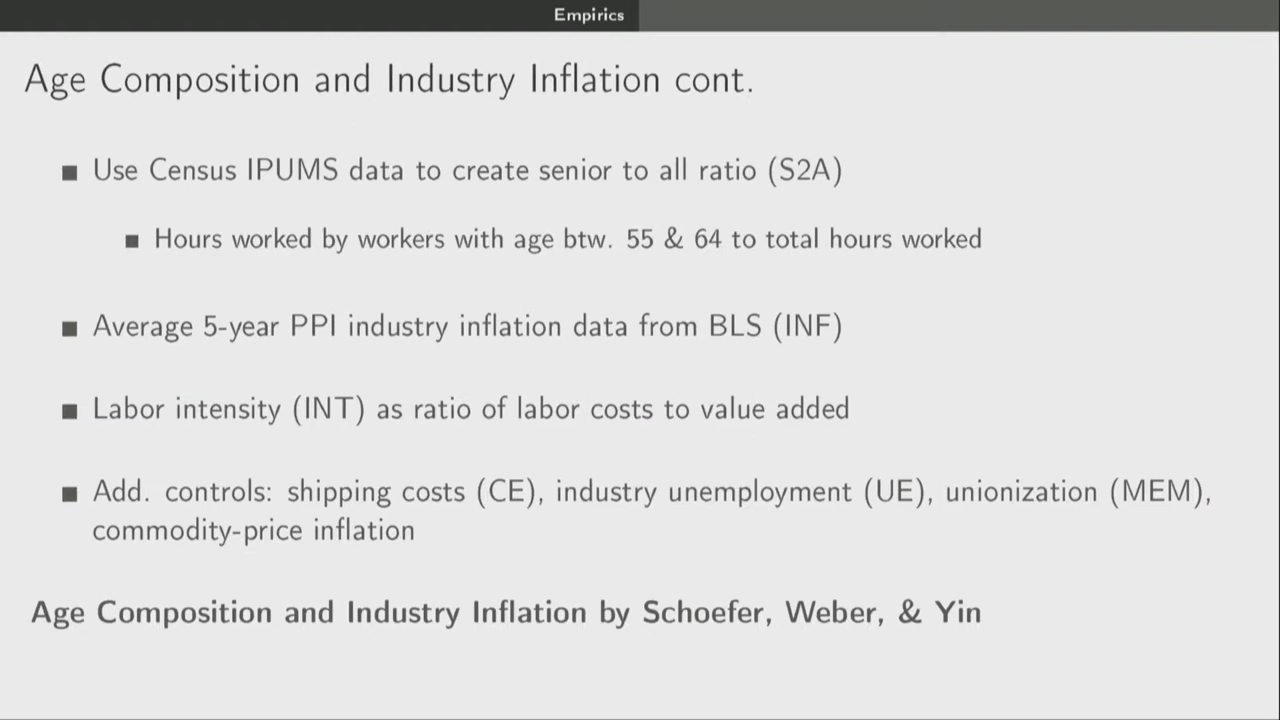 Empirics
Age Composition and Industry Inflation cont.
Use Census IPUMS data to create senior to all ratio (S2A)
Hours worked by workers with age btw. 55 & 64 to total hours worked
Average 5-year PPI industry inflation data from BLS (INF)
Labor intensity (INT) as ratio of labor costs to value added
Add. controls: shipping costs (CE), industry unemployment (UE), unionization (MEM),
commodity-price inflation
Age Composition and Industry Inflation by Schoefer, Weber, & Yin